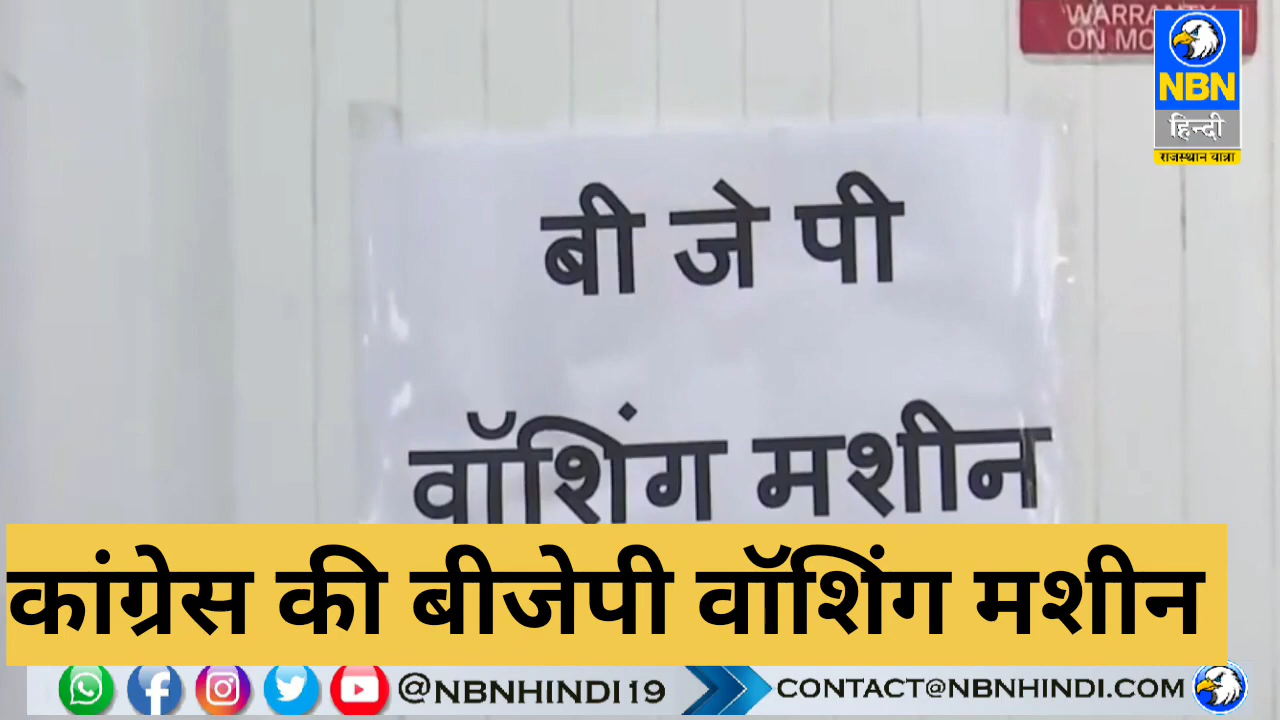 WARRANTY
ON MO
NBN
हिन्दी
राजस्थान यात्रा
बी जे पी
वॉशिंग मशीन
कांग्रेस की बीजेपी वॉशिंग मशीन
@NBNHINDI19
CONTACT@NBNHINDI.COM